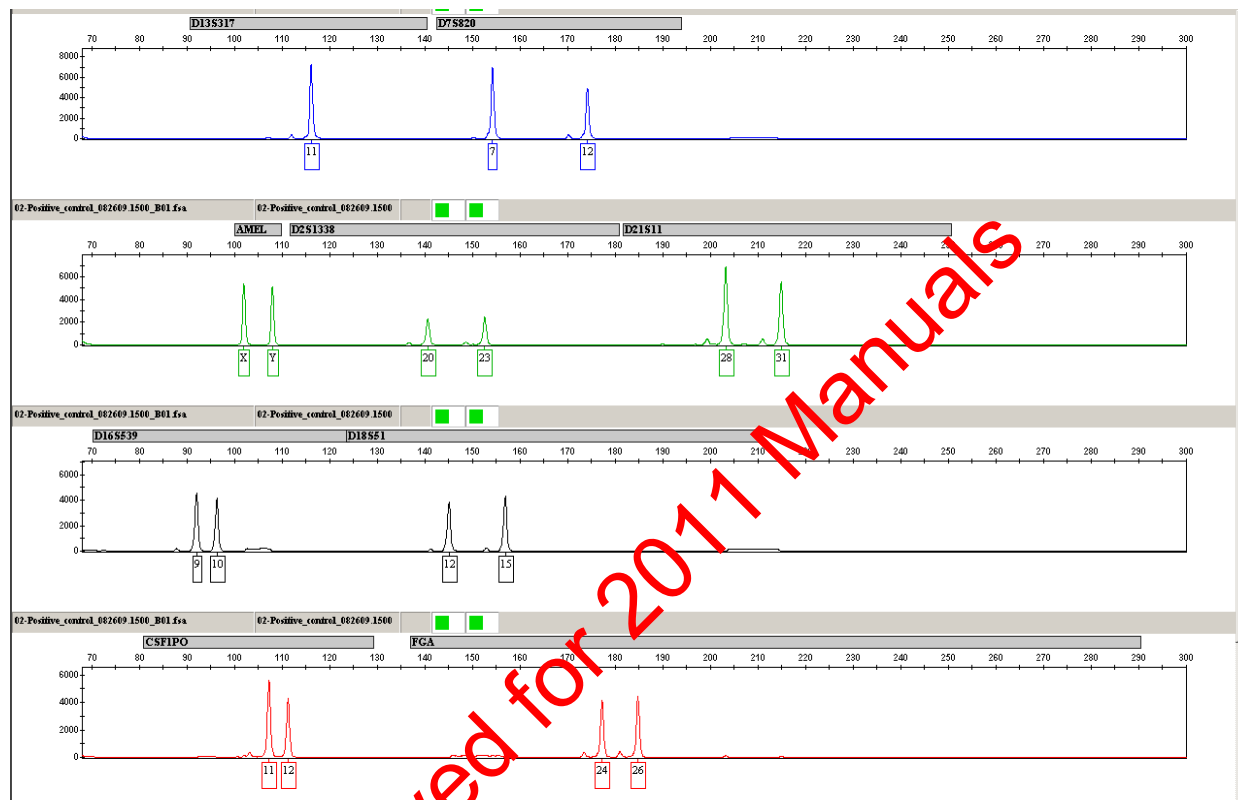 D13S317 D7S820
70 80 90 100 110 120 130 140 150 160 170 180 190 200 210 220 230 240 250 260 270 280 290 300
8000
6000
4000
2000
0
11 7 12
02-Positive_control_082609.1500_B01.fsa 02-Positive_control_082609.1500
AMEL D2S1338 D21S11
70 80 90 100 110 120 130 140 150 160 170 180 190 200 210 220 230 240 260 270 280 290 300
6000
4000
2000
0
X Y 20 23 28 31
02-Positive_control_082609.1500_B01.fsa 02-Positive_control_082609.1500
D16S539 D18S51
70 80 90 100 110 120 130 140 150 160 170 180 190 200 210 220 230 240 250 260 270 280 290 300
6000
4000
2000
0
9 10 12 15
02-Positive_control_082609.1500_B01.fsa 02-Positive_control_082609.1500
CSF1PO FGA
70 80 90 100 110 120 130 140 150 160 170 180 190 200 210 220 230 240 250 260 270 280 290 300
6000
4000
2000
0
11 12 24 26
for 2011 Manuals